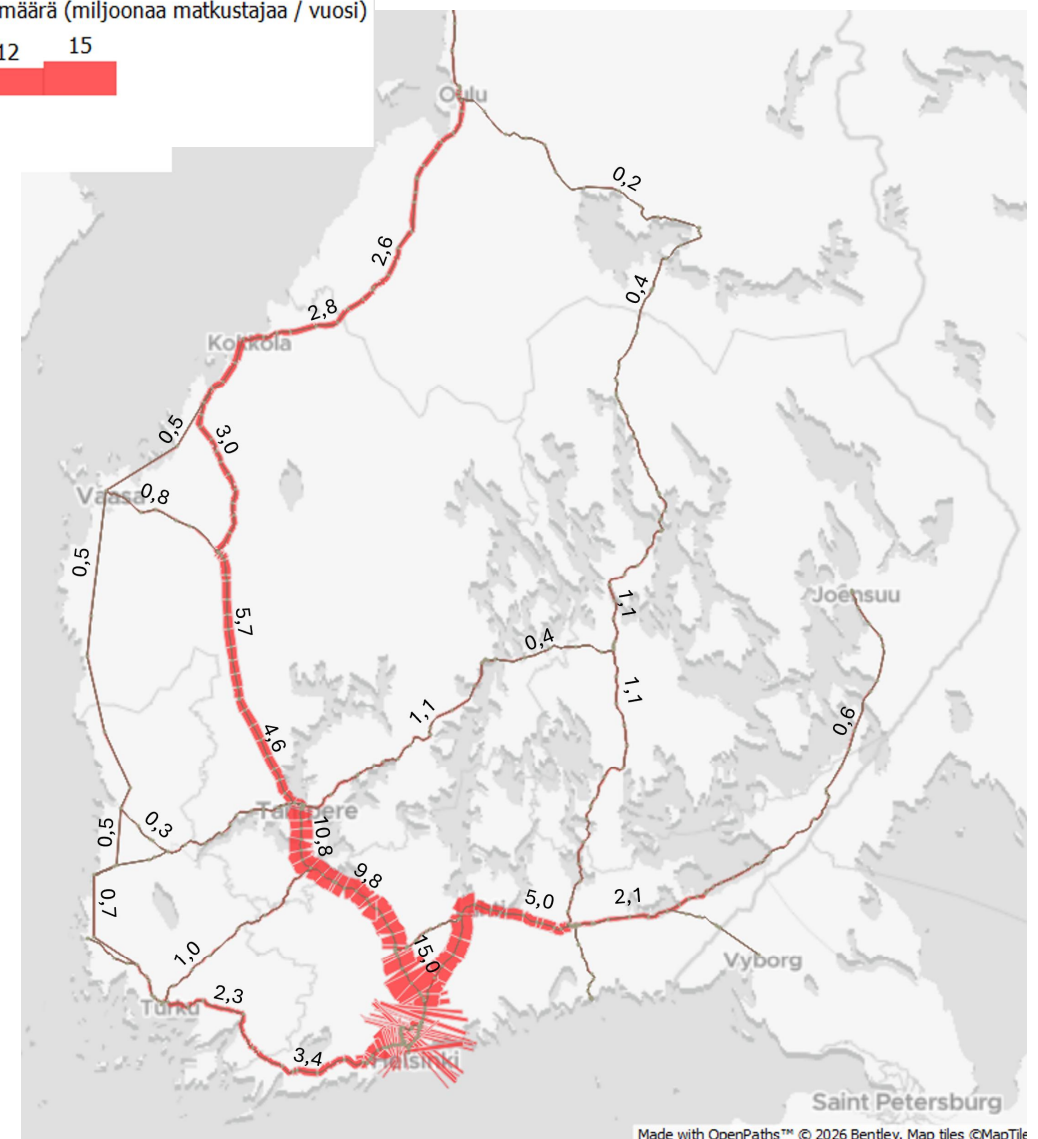 määrä (miljoonaa matkustajaa / vuosi)
12 15
Oulu
0,2
2,6
0,4
2,8
Kokkola
0,5
3,0
Vaasa
0,8
0,5
5,7
1,1
Joensuu
0,4
1,1
1,1
0,6
4,6
Tampere
0,3
0,5
10,8
9,8
0,7
5,0
2,1
1,0
15,0
Vyborg
2,3
Turku
3,4
Helsinki
Saint Petersburg
Made with OpenPaths™ © 2026 Bentley. Map tiles ©MapTile